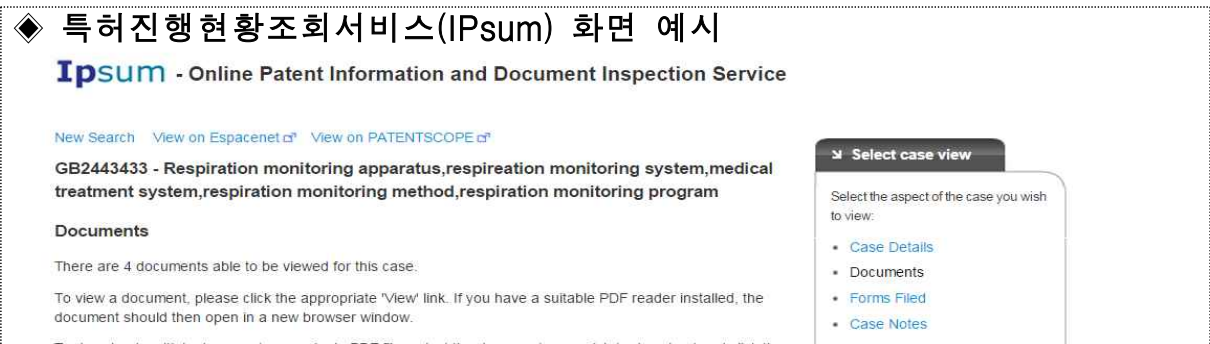 ◈ 특허진행현황조회서비스(IPsum) 화면 예시
Ipsum - Online Patent Information and Document Inspection Service
New Search View on Espacenet View on PATENTSCOPE
GB2443433 - Respiration monitoring apparatus,respireation monitoring system,medical
treatment system,respiration monitoring method,respiration monitoring program
Documents
There are 4 documents able to be viewed for this case.
To view a document, please click the appropriate 'View' link. If you have a suitable PDF reader installed, the
document should then open in a new browser window.
Select case view
Select the aspect of the case you wish
to view:
• Case Details
• Documents
• Forms Filed
• Case Notes